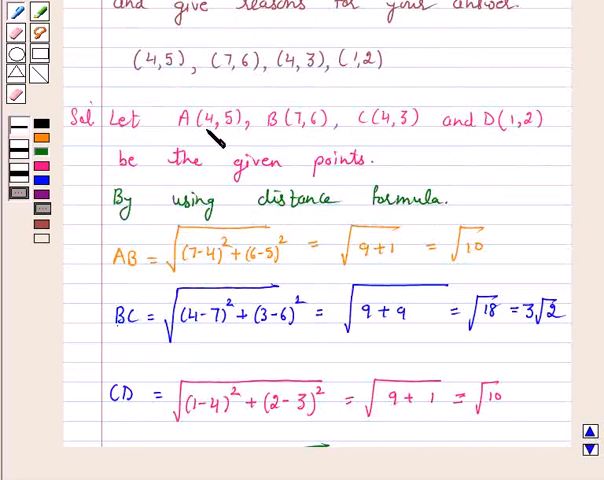 and give reasons for your answer.
(4,5), (7,6), (4,3), (1,2)
Sol Let A(4,5), B(7,6), C(4,3) and D(1,2)
be the given points.
By using distance formula.
AB = √(7-4)²+(6-5)² = √9+1 = √10
BC = √(4-7)²+(3-6)² = √9+9 = √18 = 3√2
CD = √(1-4)²+(2-3)² = √9+1 = √10